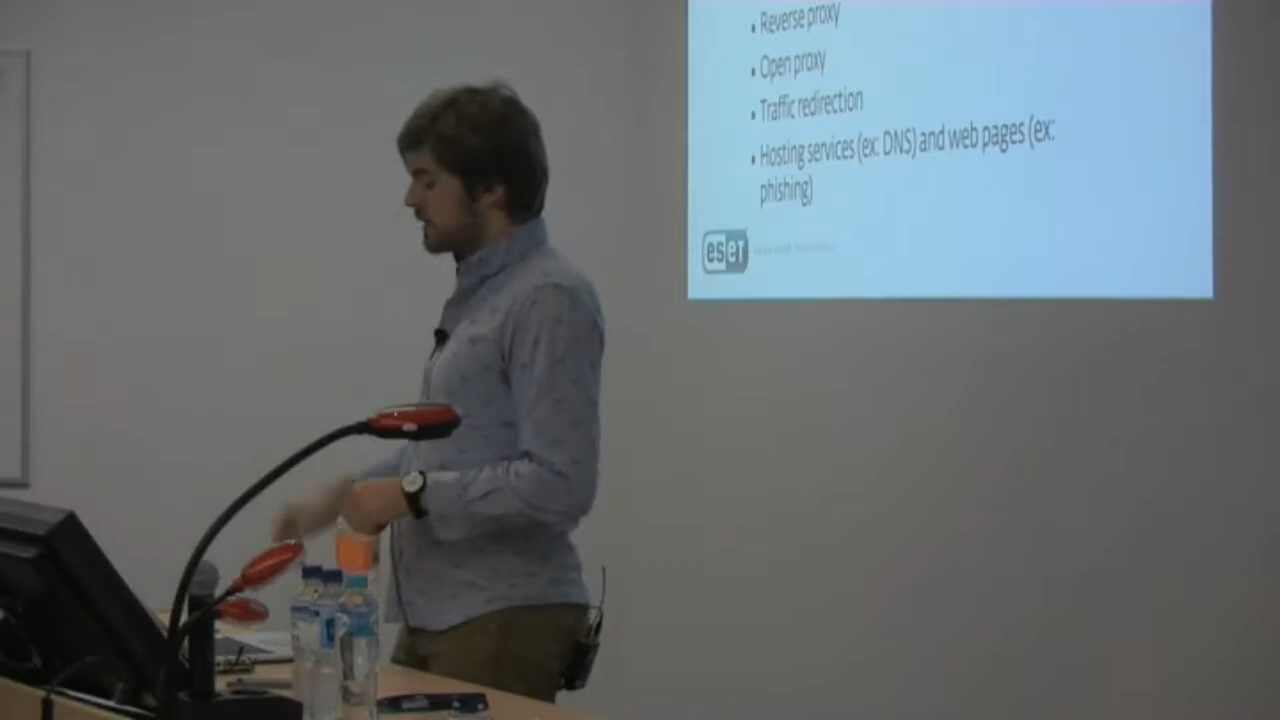 • Reverse proxy
• Open proxy
• Traffic redirection
• Hosting services (ex: DNS) and web pages (ex:
phishing)
eseT